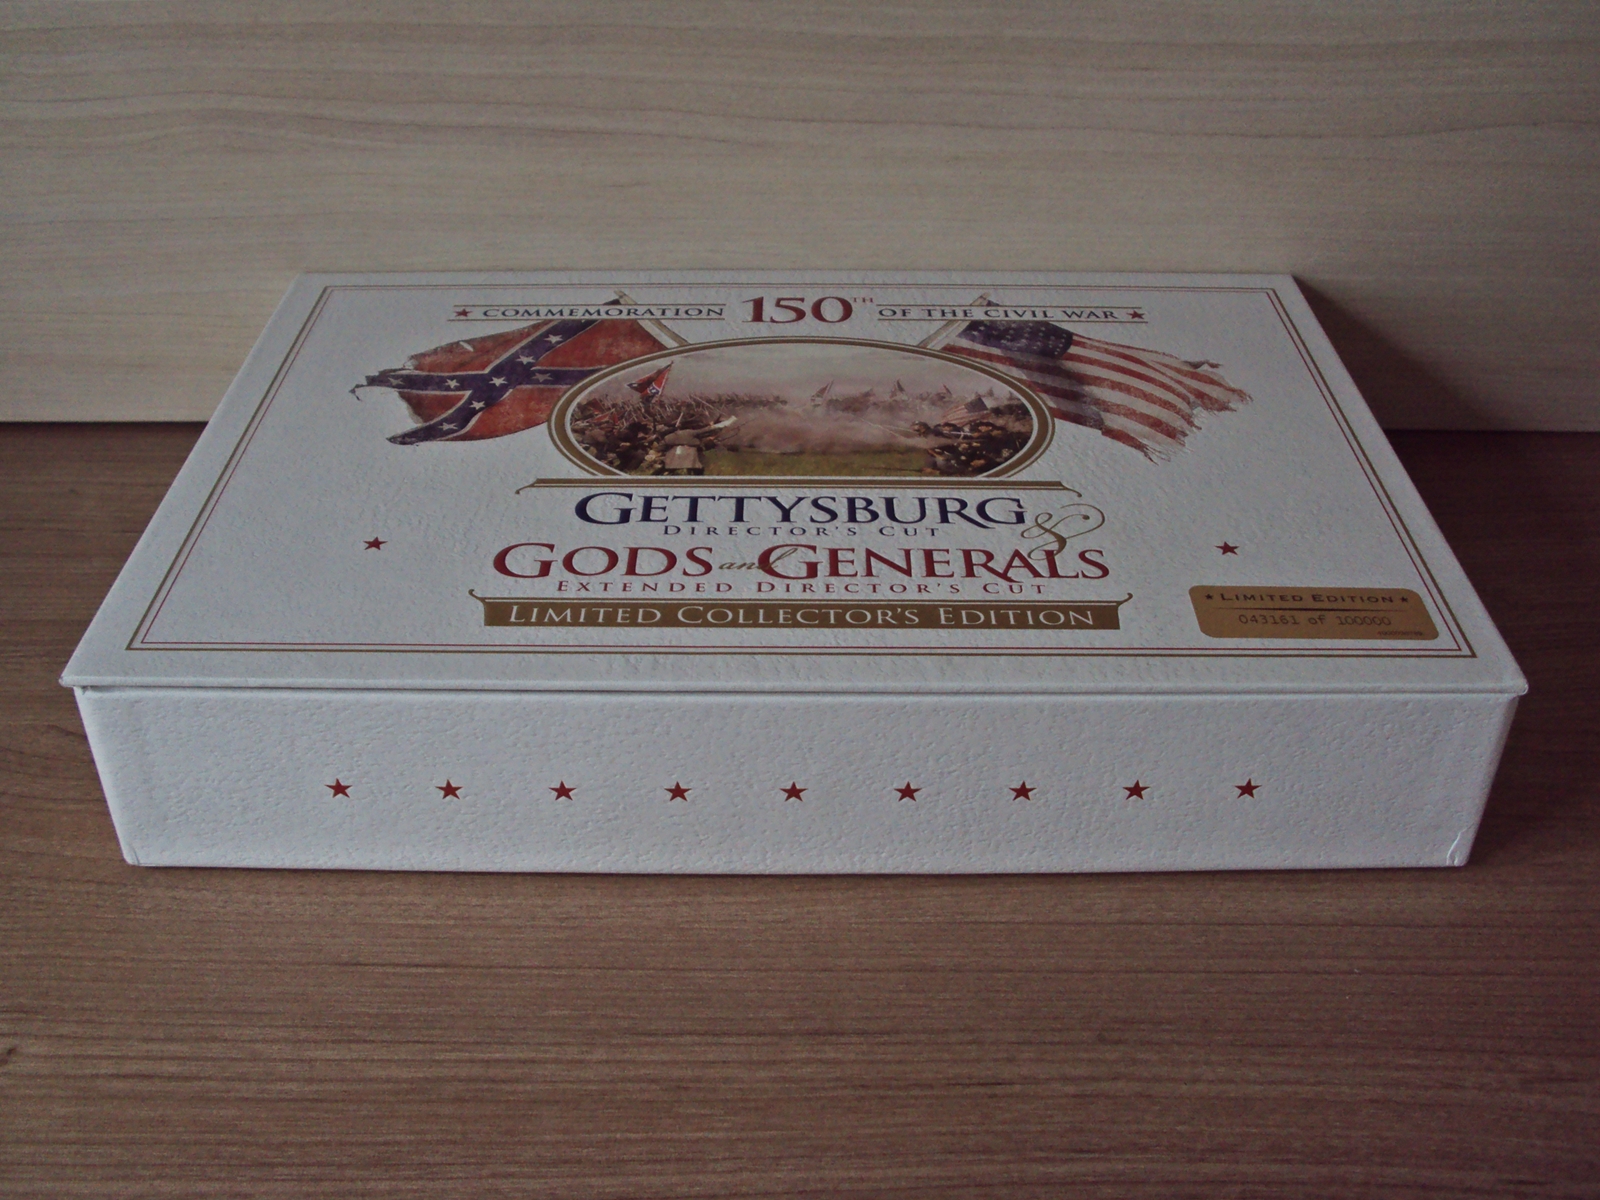 COMMEMORATION 150TH OF THE CIVIL WAR
GETTYSBURG
DIRECTOR'S CUT
&
GODS and GENERALS
EXTENDED DIRECTOR'S CUT
LIMITED COLLECTOR'S EDITION
LIMITED EDITION
043161 of 100000